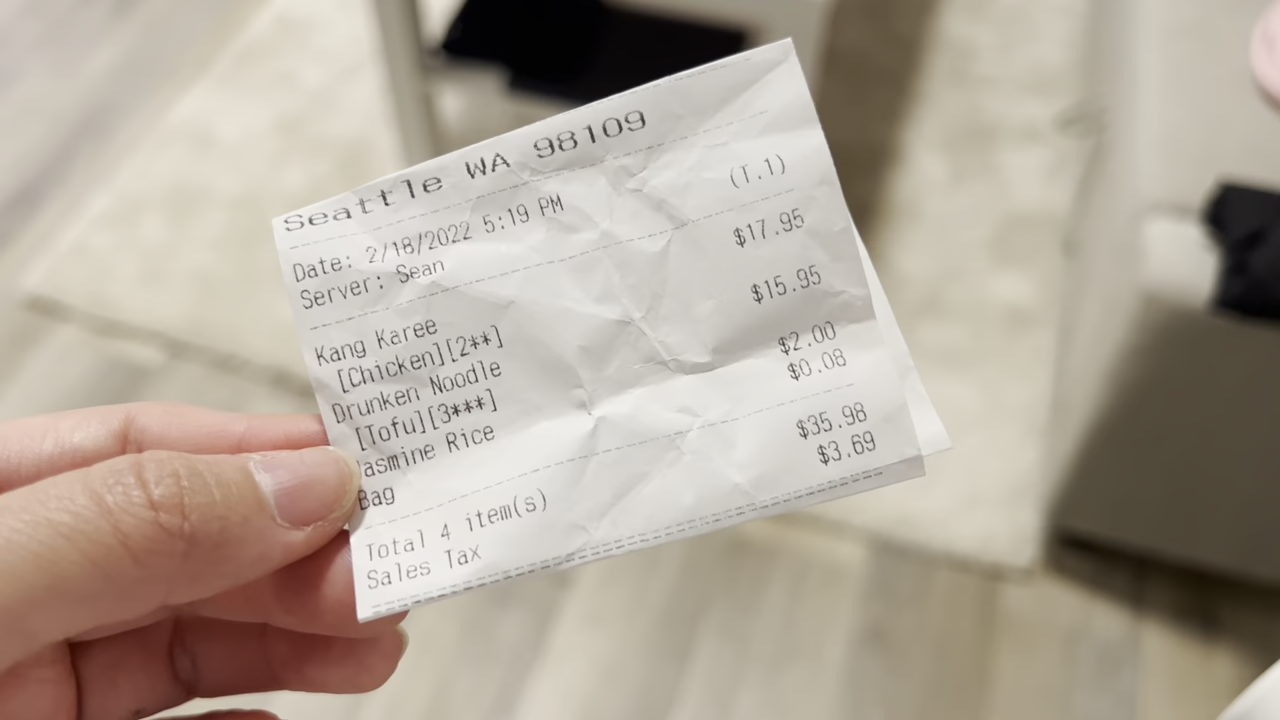 Seattle WA 98109
Date: 2/18/2022 5:19 PM (T.1)
Server: Sean
Kang Karee $17.95
[Chicken][2**]
Drunken Noodle $15.95
[Tofu][3***]
Jasmine Rice $2.00
Bag $0.08
Total 4 item(s) $35.98
Sales Tax $3.69